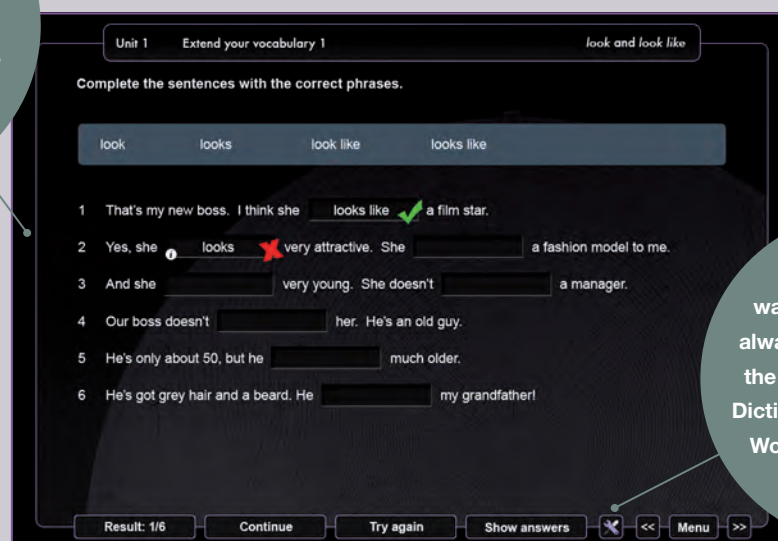 Unit 1 Extend your vocabulary 1 look and look like
Complete the sentences with the correct phrases.
look looks look like looks like
1 That's my new boss. I think she looks like a film star.
2 Yes, she looks very attractive. She a fashion model to me.
3 And she very young. She doesn't a manager.
4 Our boss doesn't her. He's an old guy.
5 He's only about 50, but he much older.
6 He's got grey hair and a beard. He my grandfather!
the
Result: 1/6 Continue Try again Show answers << Menu >>